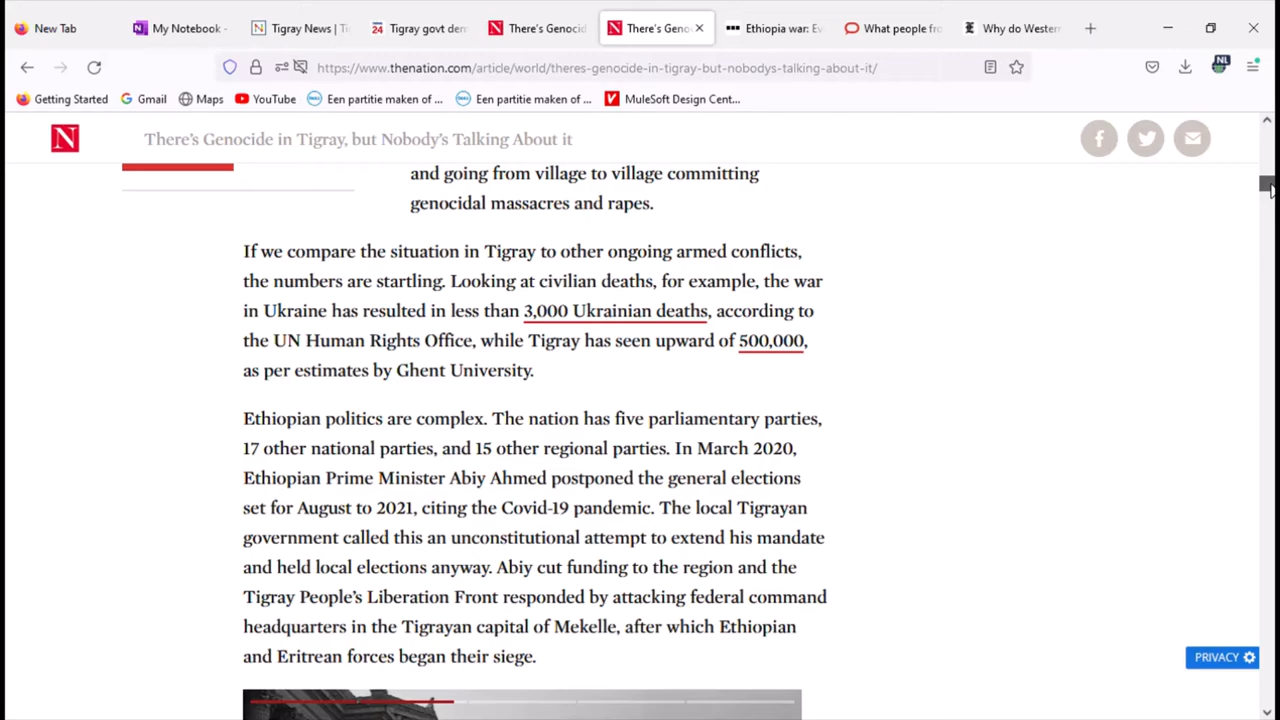 New Tab
My Notebook -
Tigray News | Ti
24 Tigray govt dem
N There's Genocid
N There's Geno
Ethiopia war: Ev
What people fro
Why do Western
https://www.thenation.com/article/world/theres-genocide-in-tigray-but-nobodys-talking-about-it/
NL
Getting Started
Gmail
Maps
YouTube
Een partitie maken of ...
Een partitie maken of ...
MuleSoft Design Cent...
N There's Genocide in Tigray, but Nobody's Talking About it
and going from village to village committing
genocidal massacres and rapes.
If we compare the situation in Tigray to other ongoing armed conflicts,
the numbers are startling. Looking at civilian deaths, for example, the war
in Ukraine has resulted in less than 3,000 Ukrainian deaths, according to
the UN Human Rights Office, while Tigray has seen upward of 500,000,
as per estimates by Ghent University.
Ethiopian politics are complex. The nation has five parliamentary parties,
17 other national parties, and 15 other regional parties. In March 2020,
Ethiopian Prime Minister Abiy Ahmed postponed the general elections
set for August to 2021, citing the Covid-19 pandemic. The local Tigrayan
government called this an unconstitutional attempt to extend his mandate
and held local elections anyway. Abiy cut funding to the region and the
Tigray People's Liberation Front responded by attacking federal command
headquarters in the Tigrayan capital of Mekelle, after which Ethiopian
and Eritrean forces began their siege.
PRIVACY